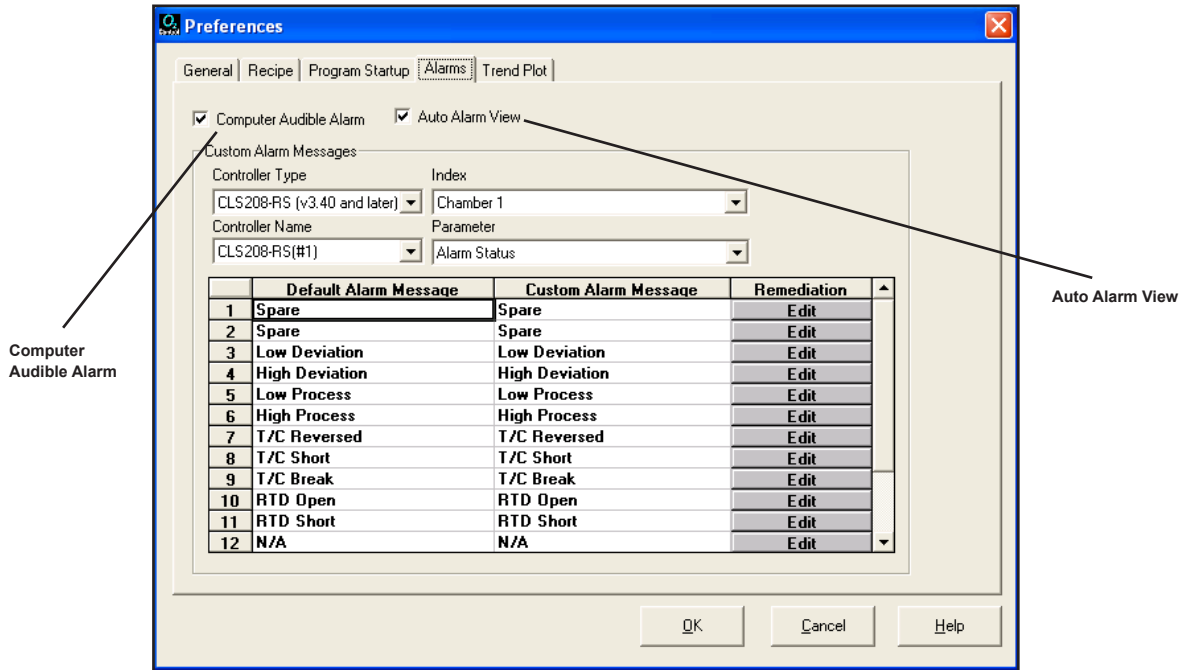 Preferences
General Recipe Program Startup Alarms Trend Plot
Computer Audible Alarm Auto Alarm View
Custom Alarm Messages
Controller Type Index
CLS208-RS (v3.40 and later) Chamber 1
Controller Name Parameter
CLS208-RS(#1) Alarm Status
Default Alarm Message Custom Alarm Message Remediation
1 Spare Spare Edit
2 Spare Spare Edit
3 Low Deviation Low Deviation Edit
4 High Deviation High Deviation Edit
5 Low Process Low Process Edit
6 High Process High Process Edit
7 T/C Reversed T/C Reversed Edit
8 T/C Short T/C Short Edit
9 T/C Break T/C Break Edit
10 RTD Open RTD Open Edit
11 RTD Short RTD Short Edit
12 N/A N/A Edit
OK Cancel Help
Computer
Audible Alarm
Auto Alarm View